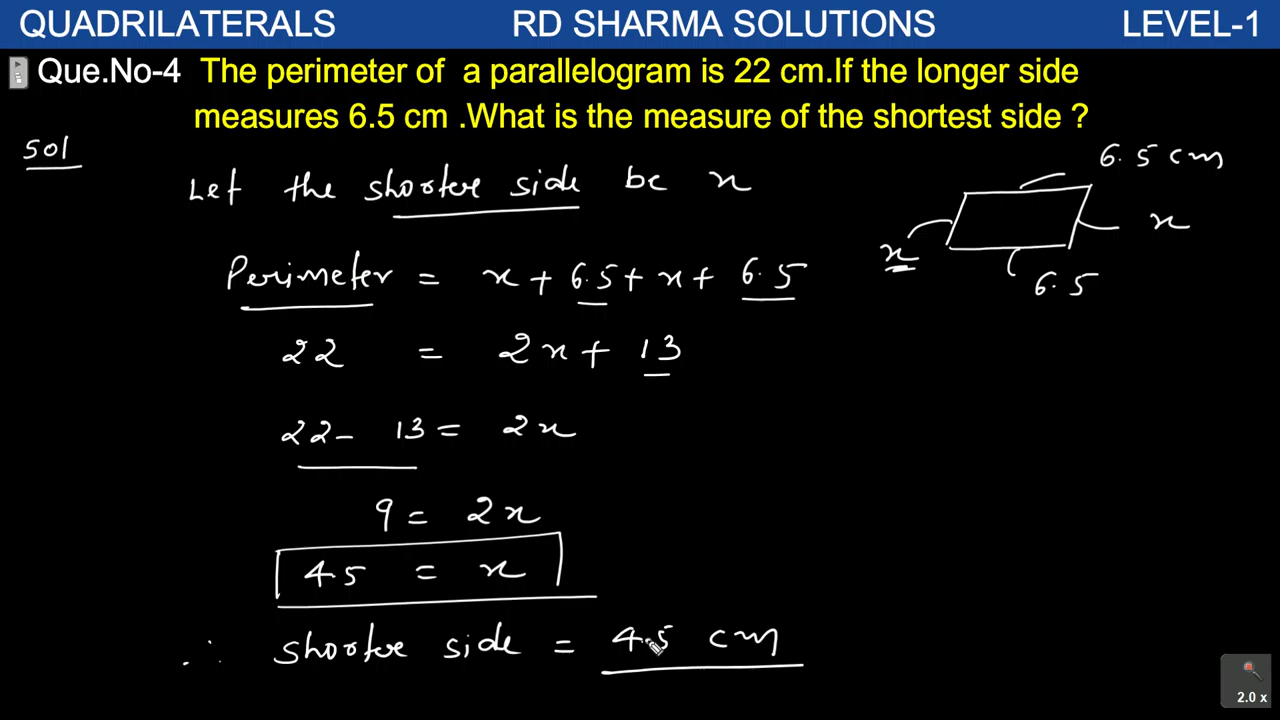 QUADRILATERALS RD SHARMA SOLUTIONS LEVEL-1
Que.No-4 The perimeter of a parallelogram is 22 cm.If the longer side
measures 6.5 cm .What is the measure of the shortest side ?
Sol
Let the shorter side be x
6.5 cm
x
x
6.5
Perimeter = x + 6.5 + x + 6.5
22 = 2x + 13
22 - 13 = 2x
9 = 2x
4.5 = x
∴ shorter side = 4.5 cm
2.0 x